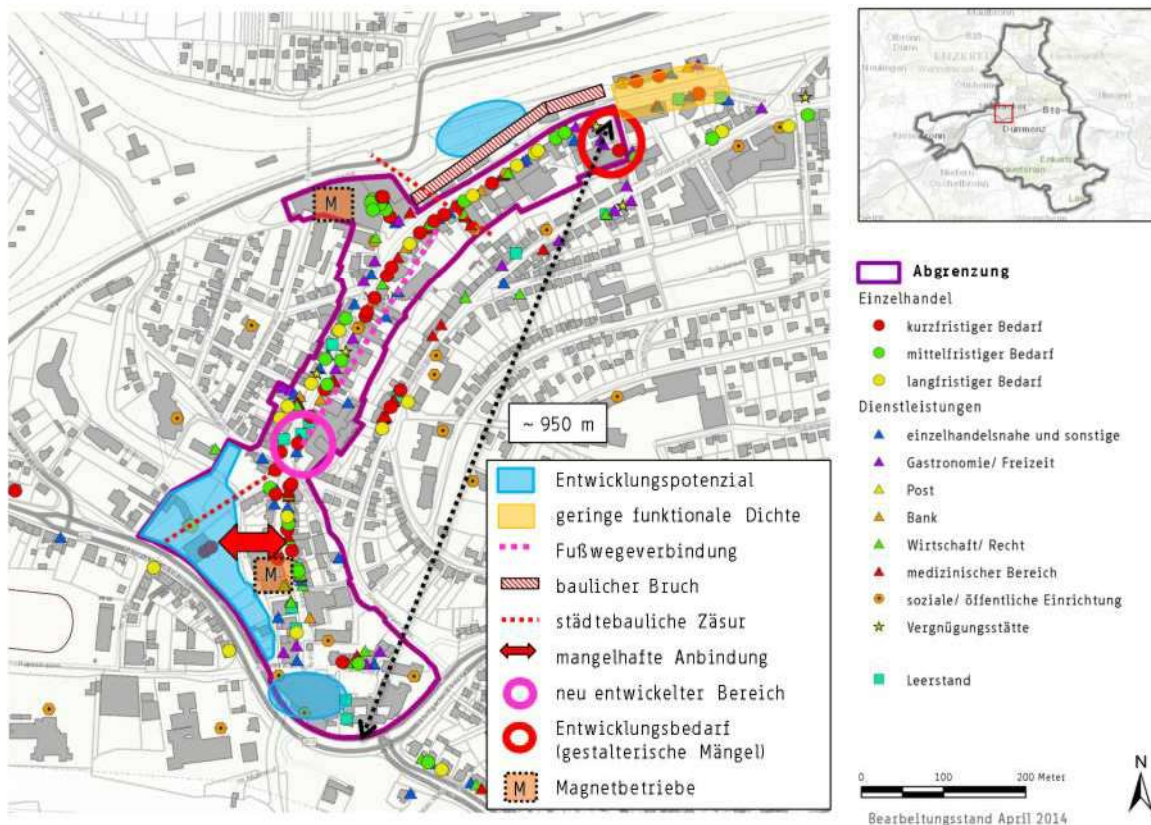 M
M
~ 950 m
Entwicklungspotenzial
geringe funktionale Dichte
Fußwegeverbindung
baulicher Bruch
städtebauliche Zäsur
mangelhafte Anbindung
neu entwickelter Bereich
Entwicklungsbedarf
(gestalterische Mängel)
M
Magnetbetriebe
B10
Dürrmenz
Abgrenzung
Einzelhandel
kurzfristiger Bedarf
mittelfristiger Bedarf
langfristiger Bedarf
Dienstleistungen
einzelhandelsnahe und sonstige
Gastronomie/ Freizeit
Post
Bank
Wirtschaft/ Recht
medizinischer Bereich
soziale/ öffentliche Einrichtung
Vergnügungsstätte
Leerstand
0 100 200 Meter
N
Bearbeitungsstand April 2014